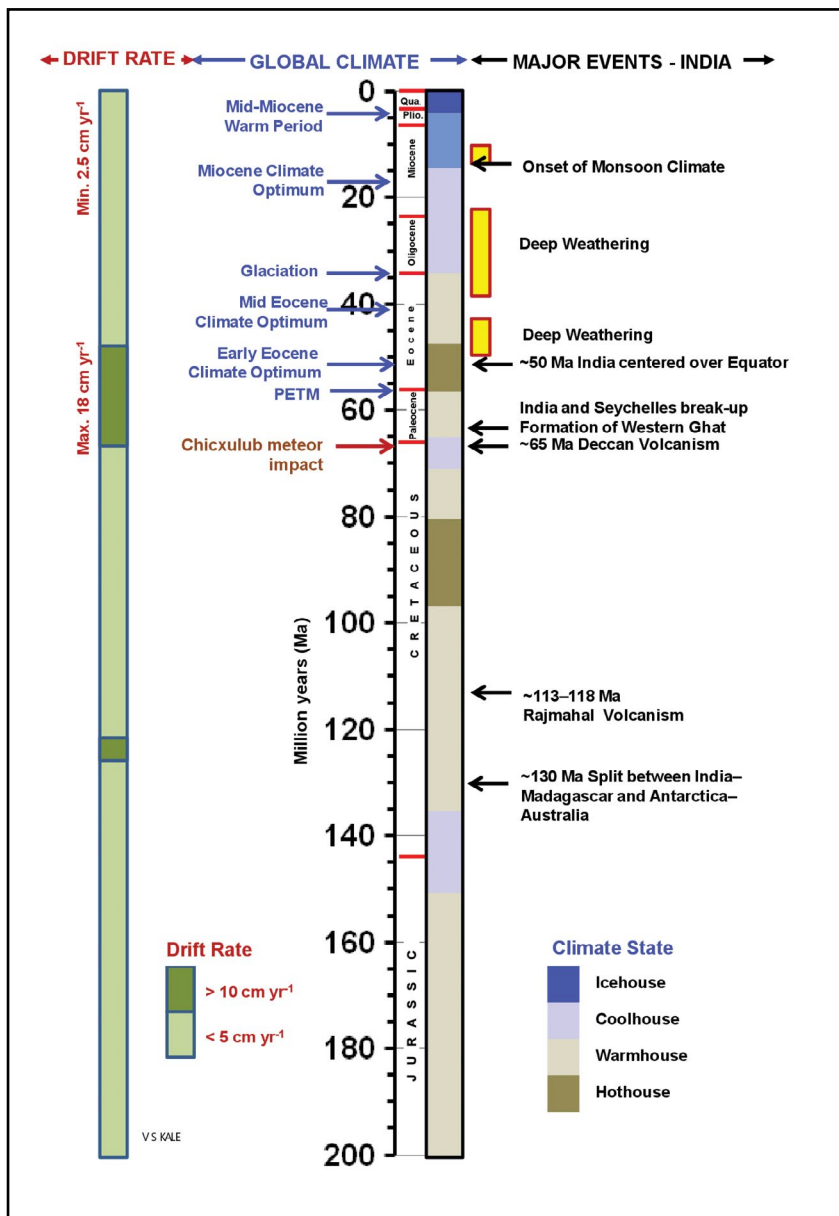 DRIFT RATE
GLOBAL CLIMATE
MAJOR EVENTS - INDIA
Min. 2.5 cm yr⁻¹
Max. 18 cm yr⁻¹
Mid-Miocene
Warm Period
Miocene Climate
Optimum
Glaciation
Mid Eocene
Climate Optimum
Early Eocene
Climate Optimum
PETM
Chicxulub meteor
impact
Million years (Ma)
0
20
40
60
80
100
120
140
160
180
200
Qua.
Plio.
Miocene
Oligocene
Eocene
Paleocene
CRETACEOUS
JURASSIC
Onset of Monsoon Climate
Deep Weathering
Deep Weathering
~50 Ma India centered over Equator
India and Seychelles break-up
Formation of Western Ghat
~65 Ma Deccan Volcanism
~113–118 Ma
Rajmahal Volcanism
~130 Ma Split between India–
Madagascar and Antarctica–
Australia
Drift Rate
> 10 cm yr⁻¹
< 5 cm yr⁻¹
Climate State
Icehouse
Coolhouse
Warmhouse
Hothouse
V S KALE